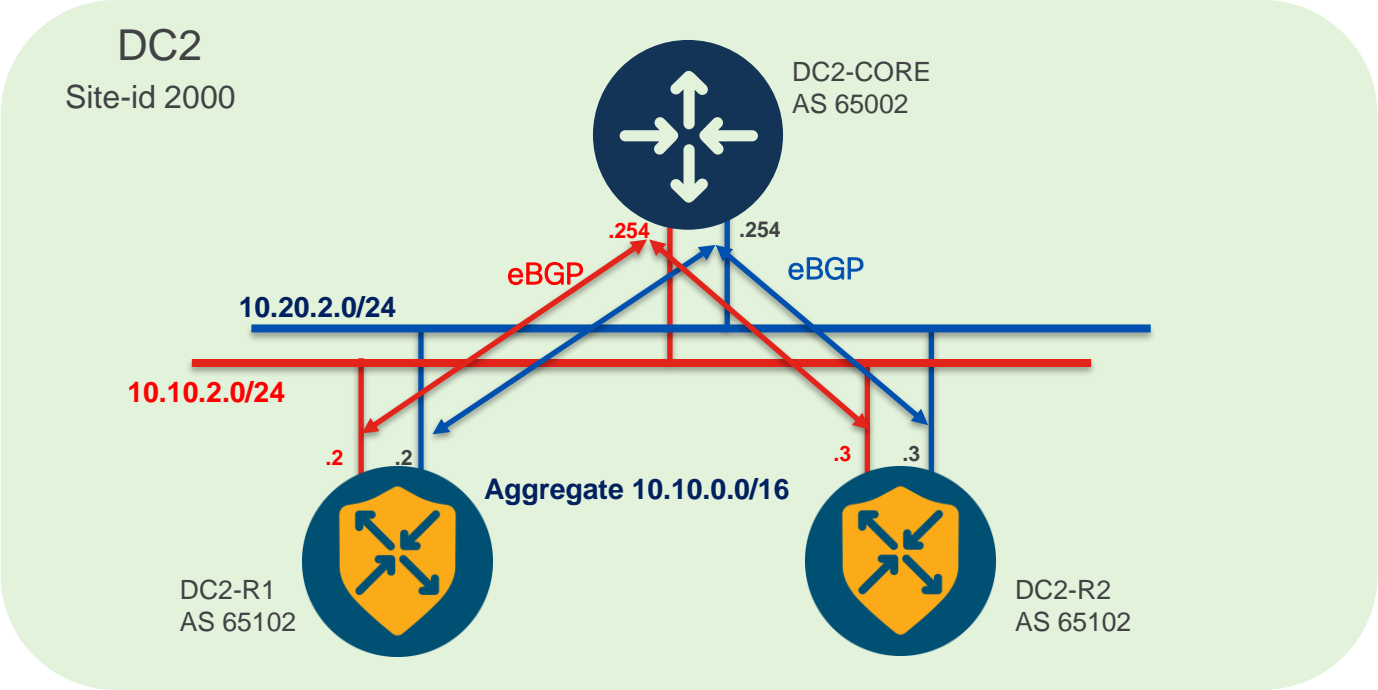 DC2
Site-id 2000
DC2-CORE
AS 65002
.254
.254
eBGP
eBGP
10.20.2.0/24
10.10.2.0/24
.2
.2
.3
.3
Aggregate 10.10.0.0/16
DC2-R1
AS 65102
DC2-R2
AS 65102